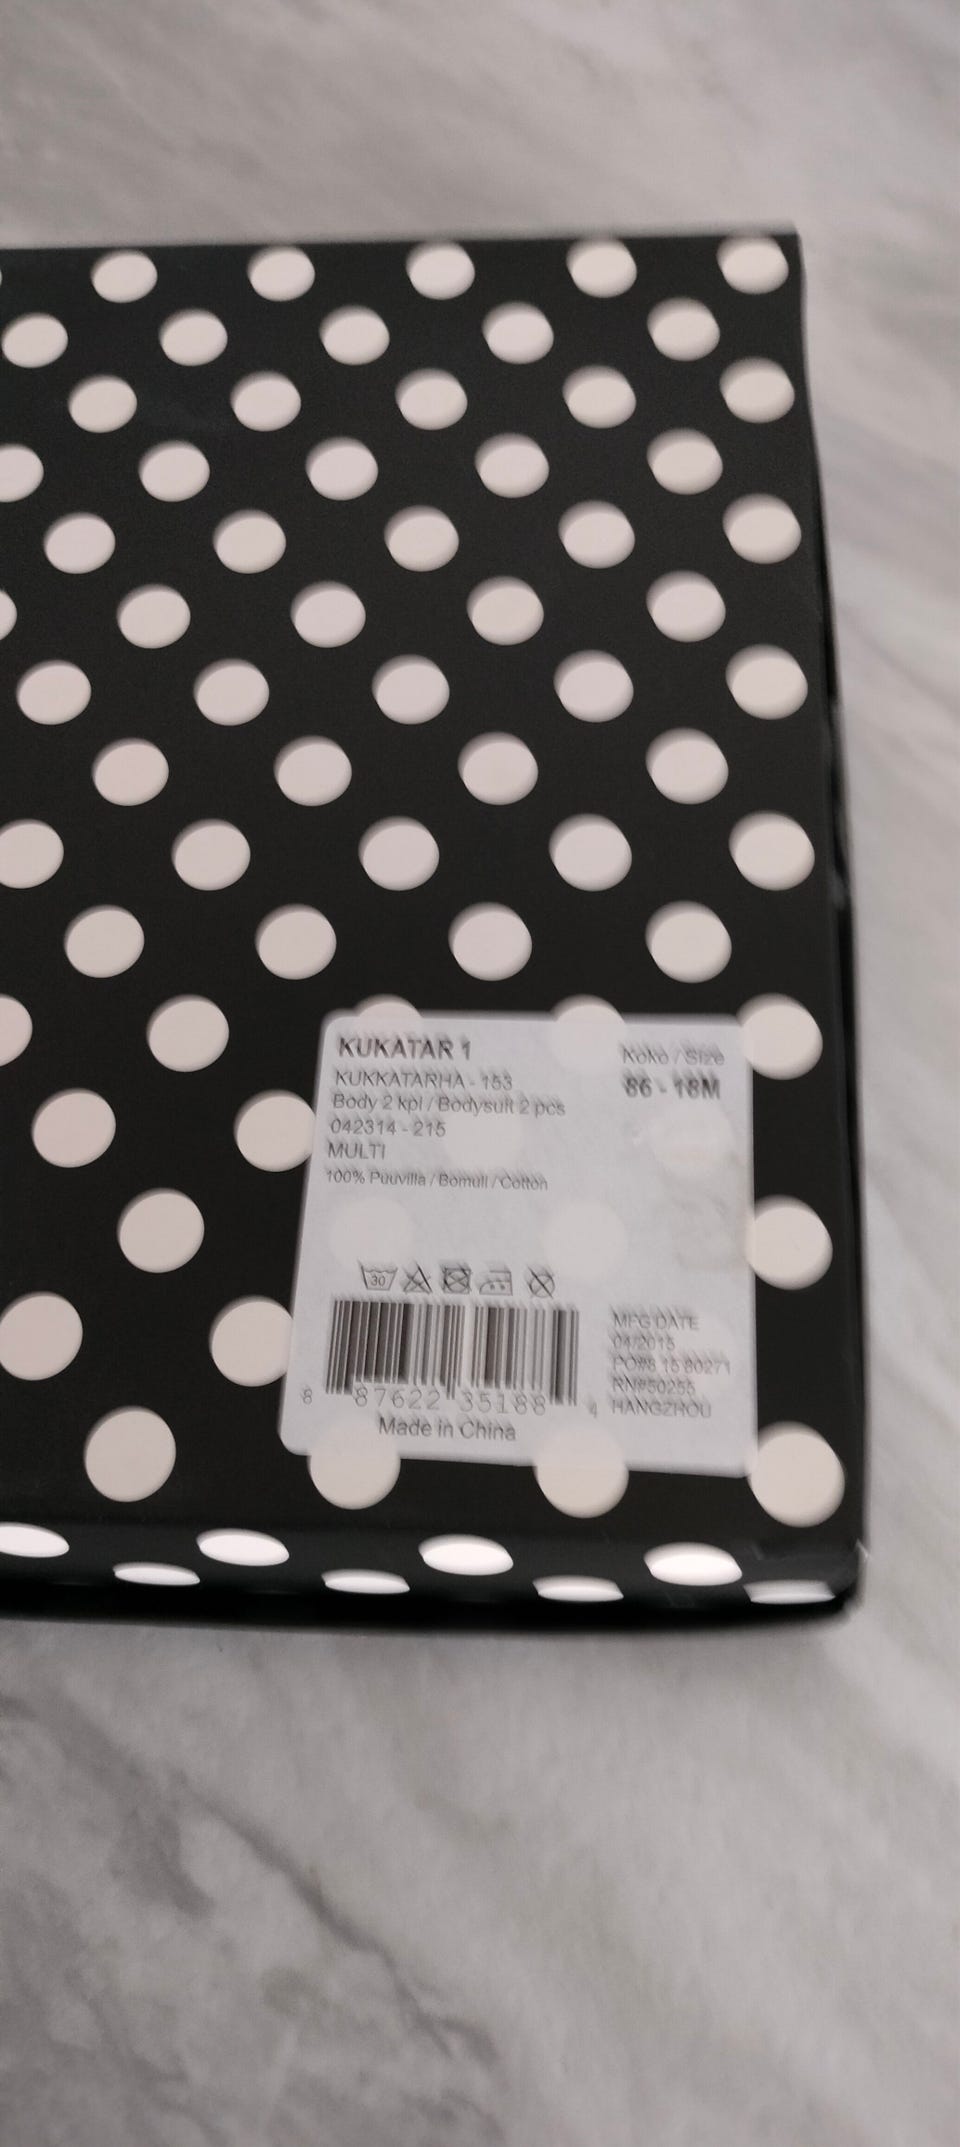 KUKATAR 1
Koko / Size
KUKKATARHA - 153
86 - 18M
Body 2 kpl / Bodysuit 2 pcs
042314 - 215
MULTI
100% Puuvilla / Bomull / Cotton
30
MFG DATE
04/2015
PO#8 15 80271
RN#50255
HANGZHOU
8 87622 35188 4
Made in China